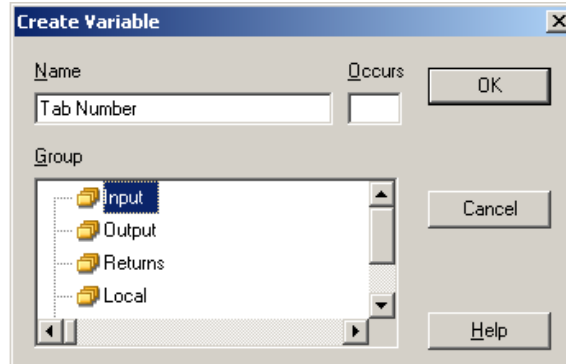 Create Variable
Name Occurs
OK
Tab Number
Group
Input
Output
Cancel
Returns
Local
Help